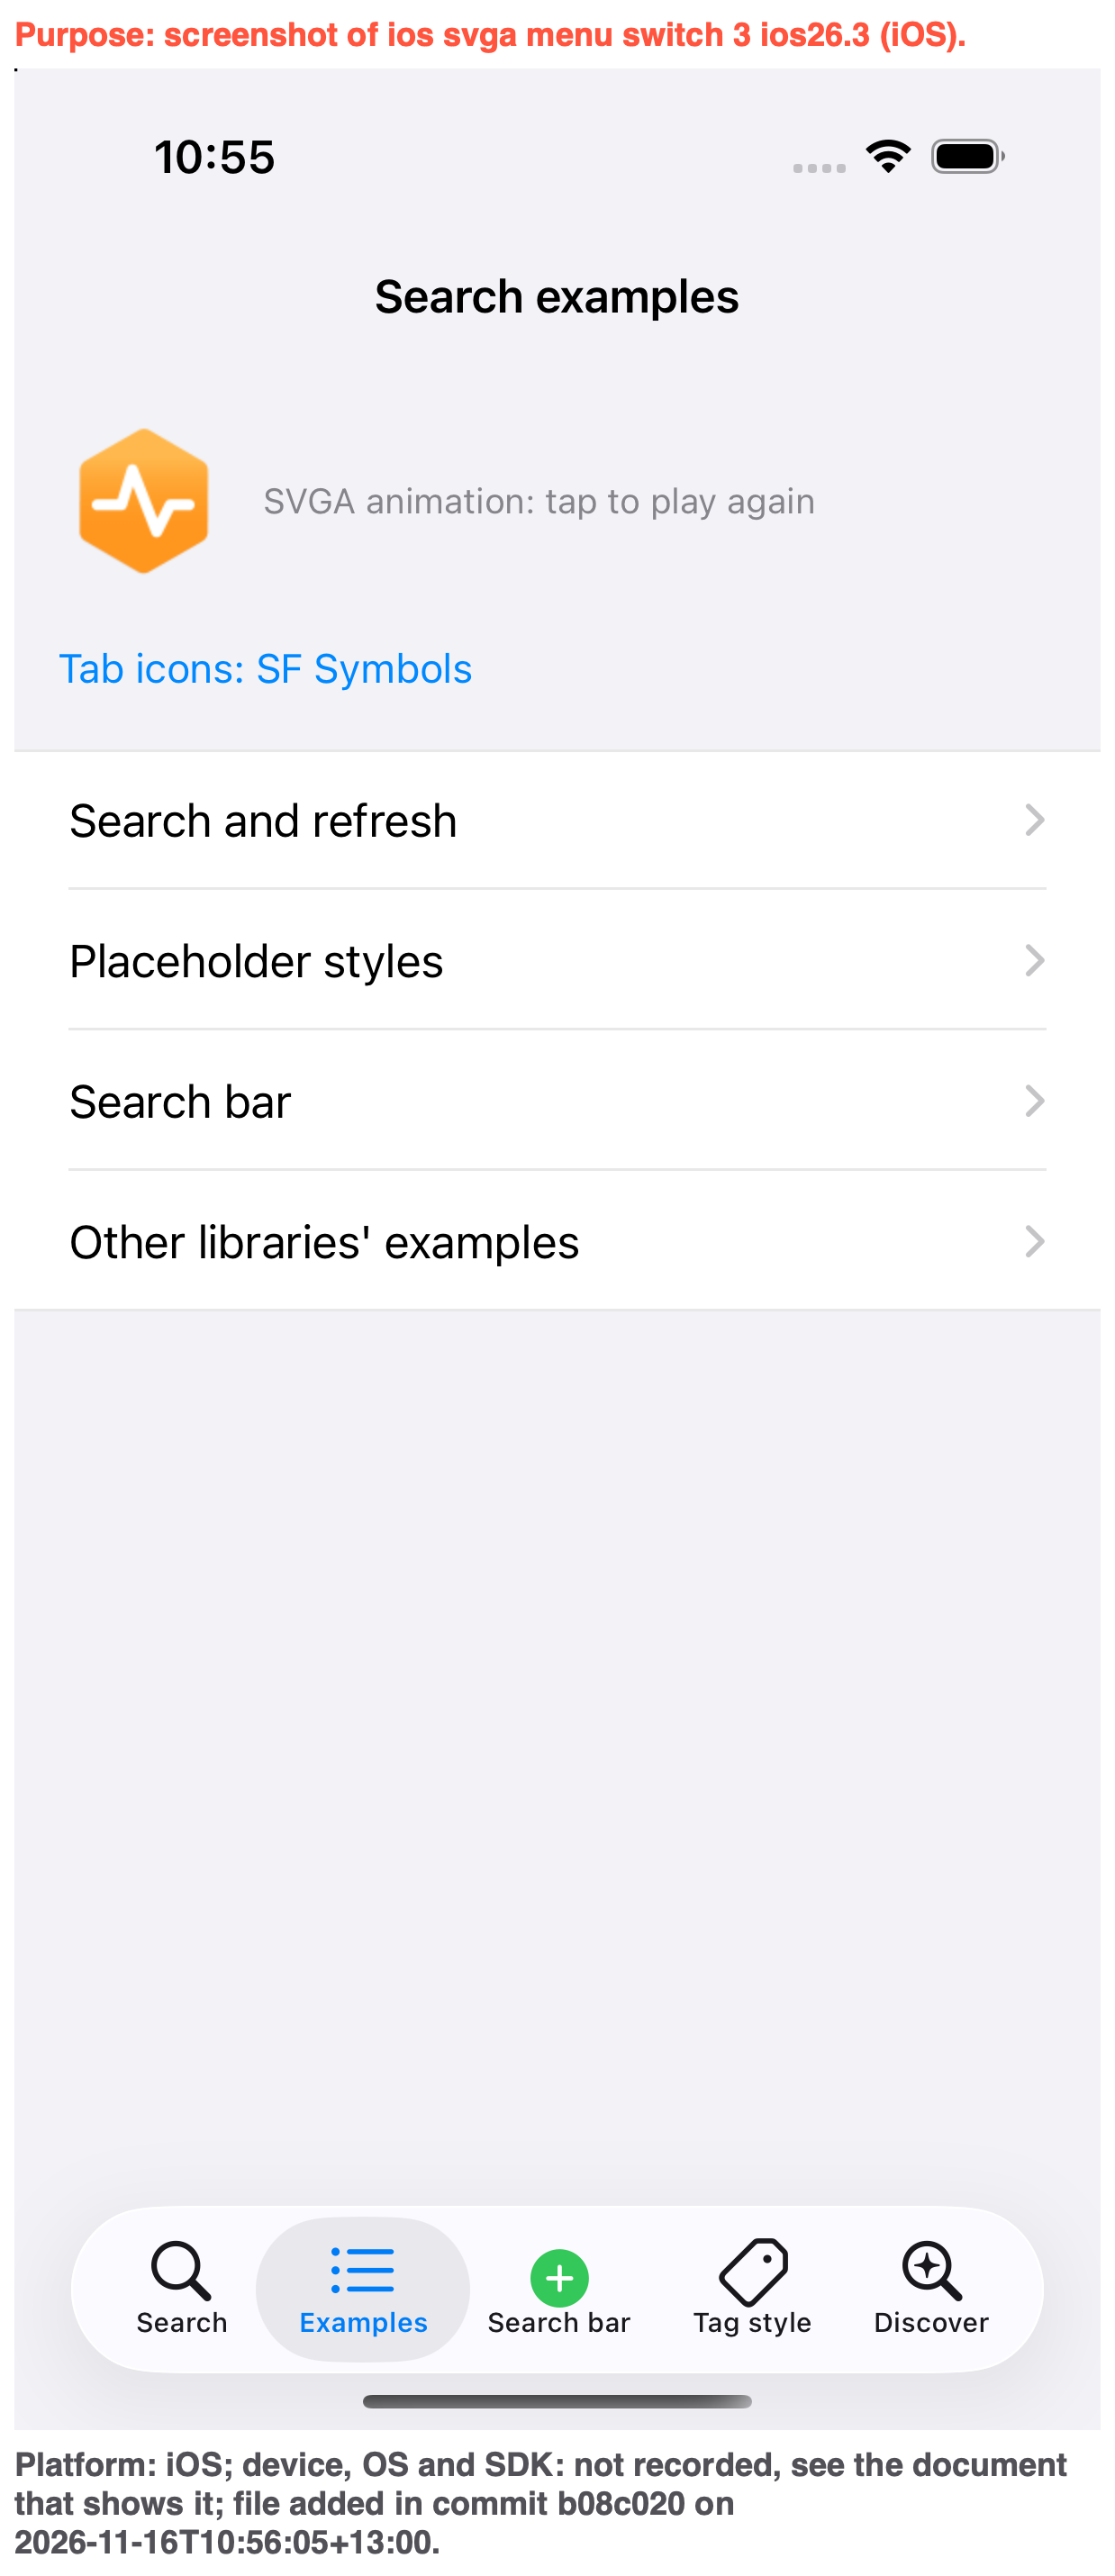 Purpose: screenshot of ios svga menu switch 3 ios26.3 (iOS).
10:55
Search examples
SVGA animation: tap to play again
Tab icons: SF Symbols
Search and refresh
Placeholder styles
Search bar
Other libraries' examples
Search
Examples
Search bar
Tag style
Discover
Platform: iOS; device, OS and SDK: not recorded, see the document
that shows it; file added in commit b08c020 on
2026-11-16T10:56:05+13:00.